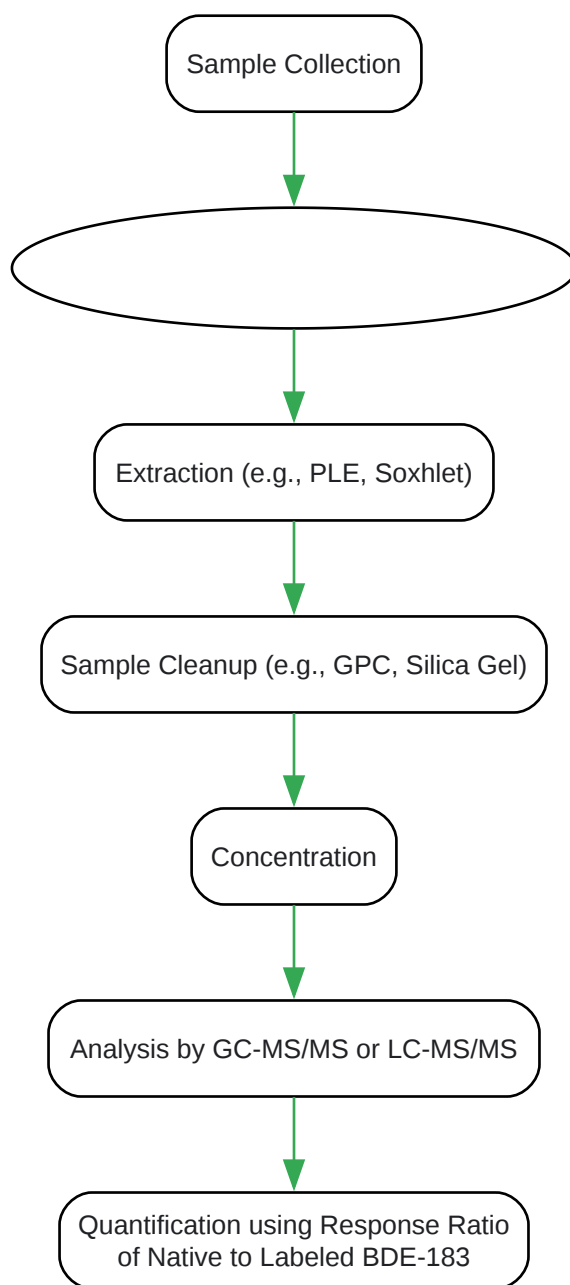 Sample Collection
Extraction (e.g., PLE, Soxhlet)
Sample Cleanup (e.g., GPC, Silica Gel)
Concentration
Analysis by GC-MS/MS or LC-MS/MS
Quantification using Response Ratio
of Native to Labeled BDE-183